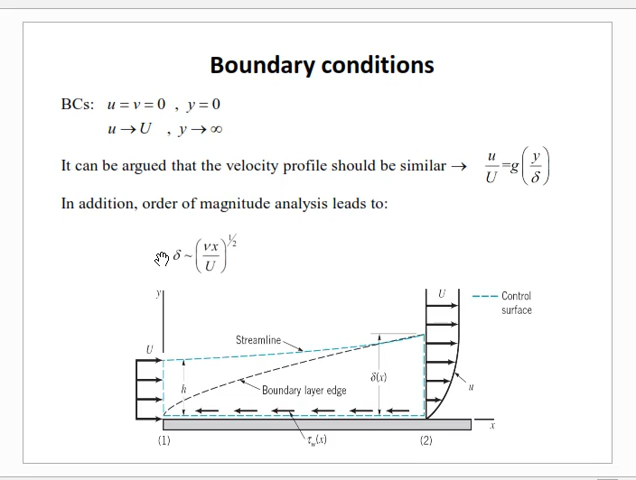 Boundary conditions
BCs: u = v = 0 , y = 0
u → U , y → ∞
It can be argued that the velocity profile should be similar → u/U = g(y/δ)
In addition, order of magnitude analysis leads to:
δ ~ (νx/U)^½
y
U
Control
surface
Streamline
U
h
δ(x)
Boundary layer edge
u
x
(1)
τw(x)
(2)